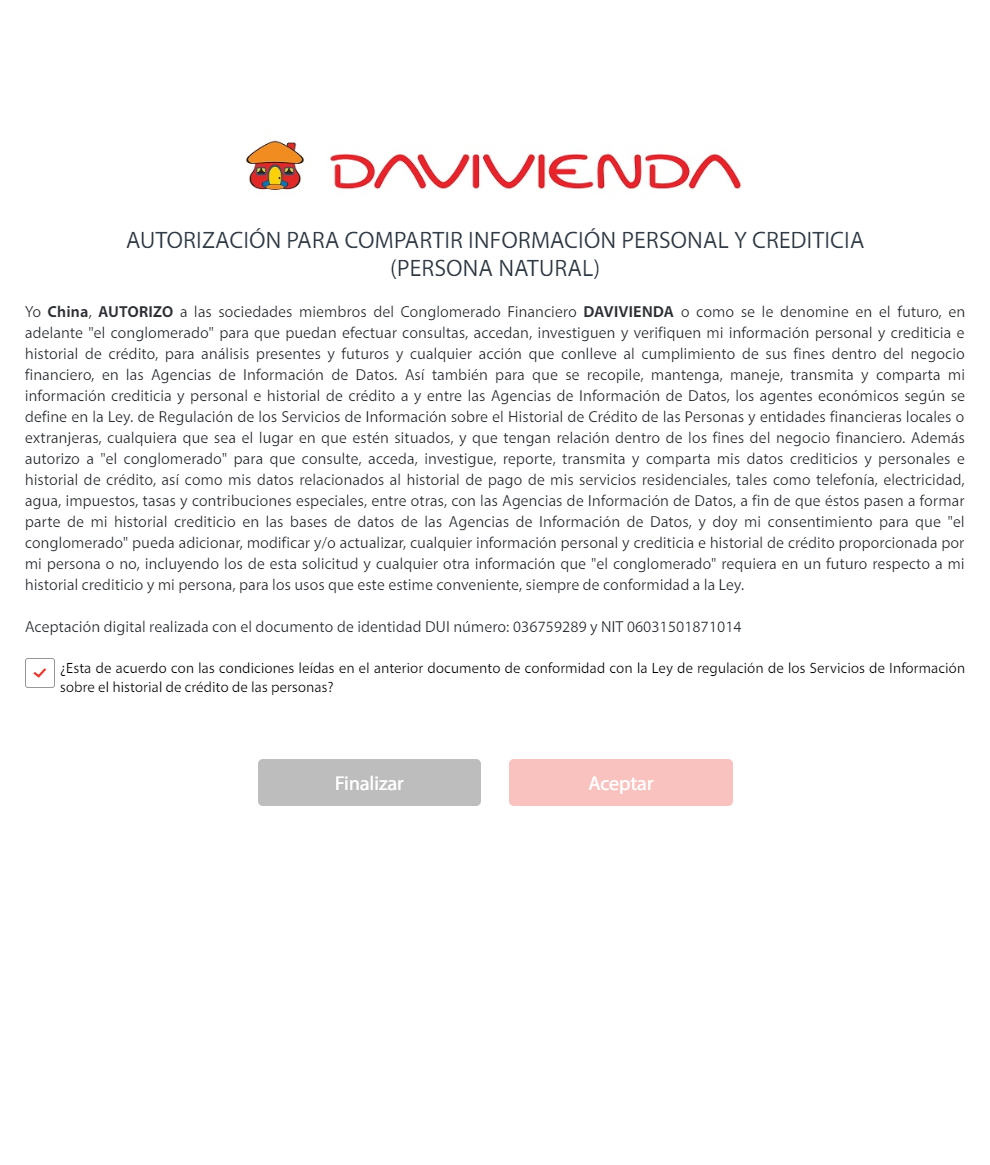 DAVIVIENDA
AUTORIZACIÓN PARA COMPARTIR INFORMACIÓN PERSONAL Y CREDITICIA
(PERSONA NATURAL)
Yo China, AUTORIZO a las sociedades miembros del Conglomerado Financiero DAVIVIENDA o como se le denomine en el futuro, en
adelante "el conglomerado" para que puedan efectuar consultas, accedan, investiguen y verifiquen mi información personal y crediticia e
historial de crédito, para análisis presentes y futuros y cualquier acción que conlleve al cumplimiento de sus fines dentro del negocio
financiero, en las Agencias de Información de Datos. Así también para que se recopile, mantenga, maneje, transmita y comparta mi
información crediticia y personal e historial de crédito a y entre las Agencias de Información de Datos, los agentes económicos según se
define en la Ley. de Regulación de los Servicios de Información sobre el Historial de Crédito de las Personas y entidades financieras locales o
extranjeras, cualquiera que sea el lugar en que estén situados, y que tengan relación dentro de los fines del negocio financiero. Además
autorizo a "el conglomerado" para que consulte, acceda, investigue, reporte, transmita y comparta mis datos crediticios y personales e
historial de crédito, así como mis datos relacionados al historial de pago de mis servicios residenciales, tales como telefonía, electricidad,
agua, impuestos, tasas y contribuciones especiales, entre otras, con las Agencias de Información de Datos, a fin de que éstos pasen a formar
parte de mi historial crediticio en las bases de datos de las Agencias de Información de Datos, y doy mi consentimiento para que "el
conglomerado" pueda adicionar, modificar y/o actualizar, cualquier información personal y crediticia e historial de crédito proporcionada por
mi persona o no, incluyendo los de esta solicitud y cualquier otra información que "el conglomerado" requiera en un futuro respecto a mi
historial crediticio y mi persona, para los usos que este estime conveniente, siempre de conformidad a la Ley.
Aceptación digital realizada con el documento de identidad DUI número: 036759289 y NIT 06031501871014
¿Esta de acuerdo con las condiciones leídas en el anterior documento de conformidad con la Ley de regulación de los Servicios de Información
sobre el historial de crédito de las personas?
Finalizar
Aceptar